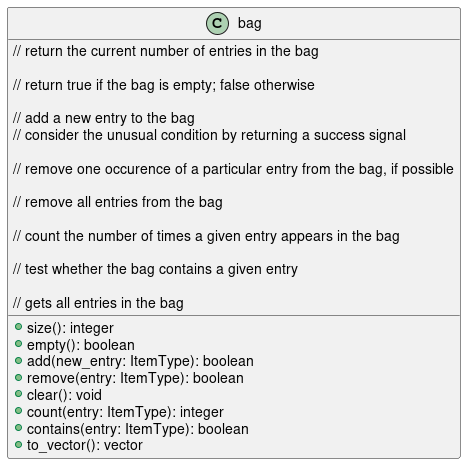 C bag
// return the current number of entries in the bag
// return true if the bag is empty; false otherwise
// add a new entry to the bag
// consider the unusual condition by returning a success signal
// remove one occurence of a particular entry from the bag, if possible
// remove all entries from the bag
// count the number of times a given entry appears in the bag
// test whether the bag contains a given entry
// gets all entries in the bag
size(): integer
empty(): boolean
add(new_entry: ItemType): boolean
remove(entry: ItemType): boolean
clear(): void
count(entry: ItemType): integer
contains(entry: ItemType): boolean
to_vector(): vector